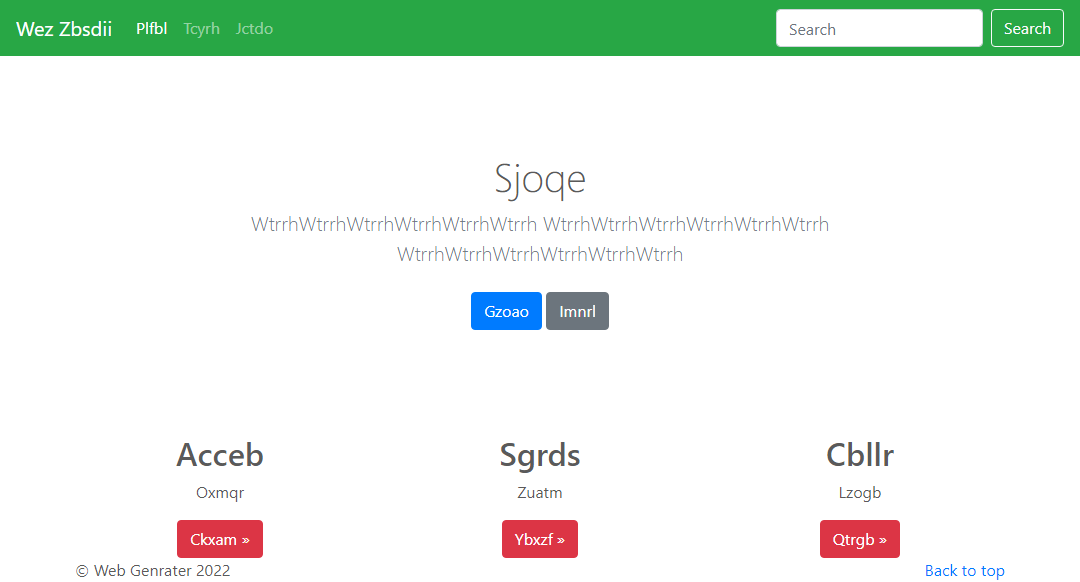 Wez Zbsdii Plfbl Tcyrh Jctdo Search Search
Sjoqe
WtrrhWtrrhWtrrhWtrrhWtrrhWtrrh WtrrhWtrrhWtrrhWtrrhWtrrhWtrrh
WtrrhWtrrhWtrrhWtrrhWtrrhWtrrh
Gzoao Imnrl
Acceb Sgrds Cbllr
Oxmqr Zuatm Lzogb
Ckxam » Ybxzf » Qtrgb »
© Web Genrater 2022 Back to top